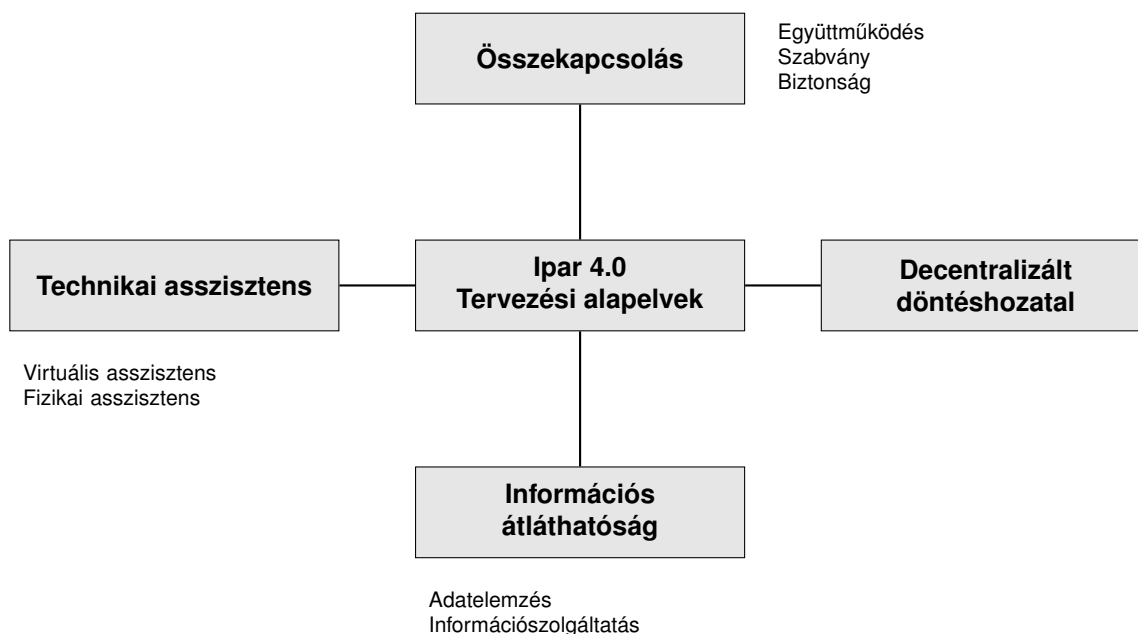 Összekapcsolás
Együttműködés
Szabvány
Biztonság
Technikai asszisztens
Ipar 4.0
Tervezési alapelvek
Decentralizált
döntéshozatal
Virtuális asszisztens
Fizikai asszisztens
Információs
átláthatóság
Adatelemzés
Információszolgáltatás